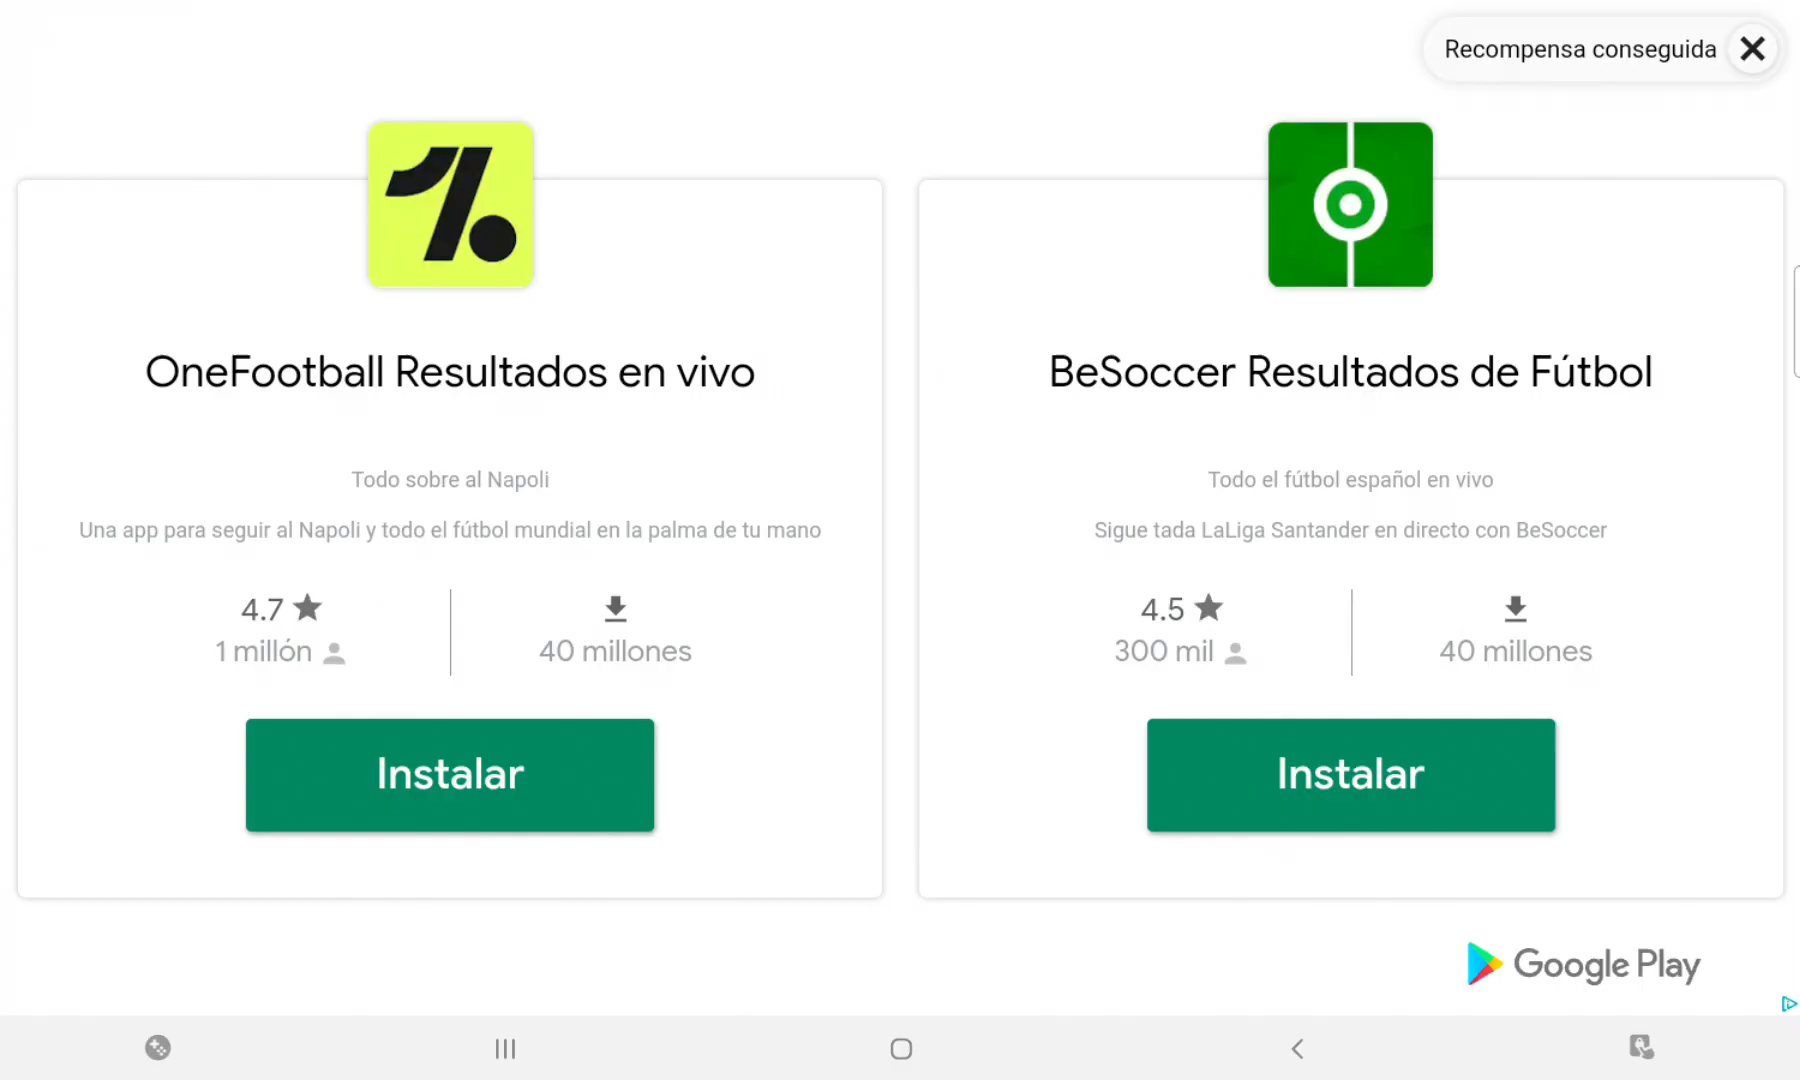 Recompensa conseguida
OneFootball Resultados en vivo
Todo sobre al Napoli
Una app para seguir al Napoli y todo el fútbol mundial en la palma de tu mano
4.7
1 millón
40 millones
Instalar
BeSoccer Resultados de Fútbol
Todo el fútbol español en vivo
Sigue tada LaLiga Santander en directo con BeSoccer
4.5
300 mil
40 millones
Instalar
Google Play